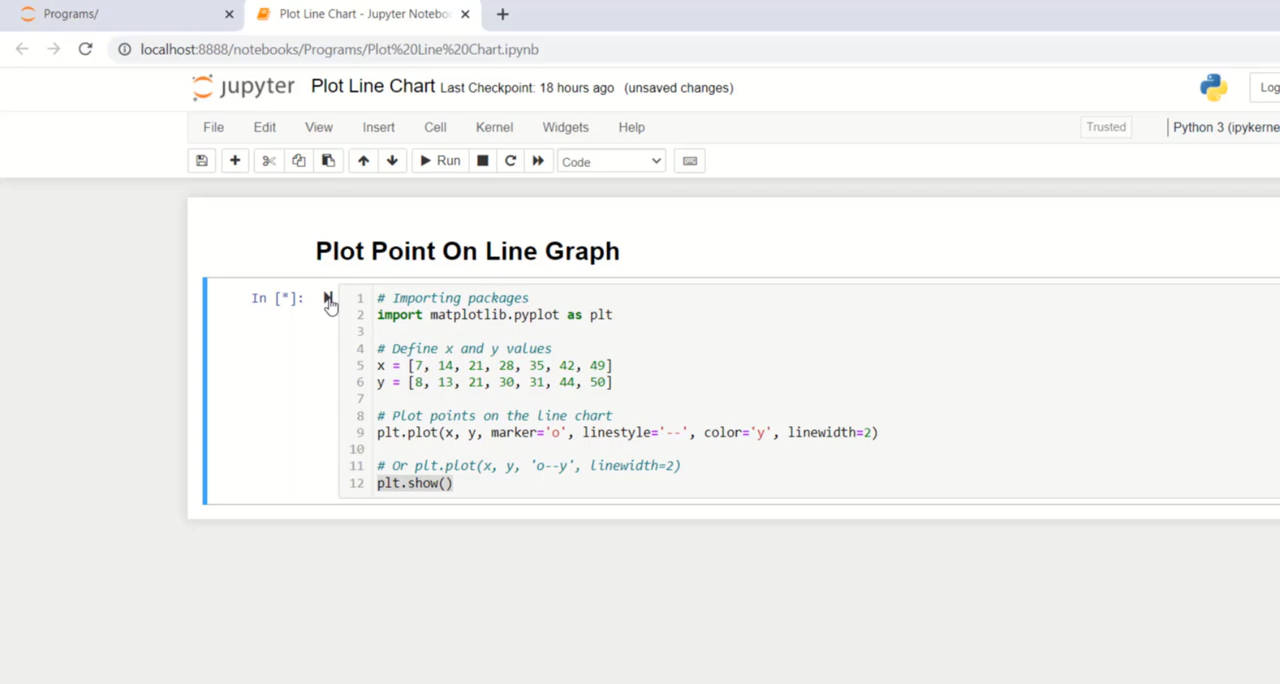 Programs/
Plot Line Chart - Jupyter Notebo
localhost:8888/notebooks/Programs/Plot%20Line%20Chart.ipynb
jupyter Plot Line Chart Last Checkpoint: 18 hours ago (unsaved changes)
Log
File Edit View Insert Cell Kernel Widgets Help
Trusted
Python 3 (ipykerne
Run
Code
Plot Point On Line Graph
In [*]:
1 # Importing packages
2 import matplotlib.pyplot as plt
3
4 # Define x and y values
5 x = [7, 14, 21, 28, 35, 42, 49]
6 y = [8, 13, 21, 30, 31, 44, 50]
7
8 # Plot points on the line chart
9 plt.plot(x, y, marker='o', linestyle='--', color='y', linewidth=2)
10
11 # Or plt.plot(x, y, 'o--y', linewidth=2)
12 plt.show()